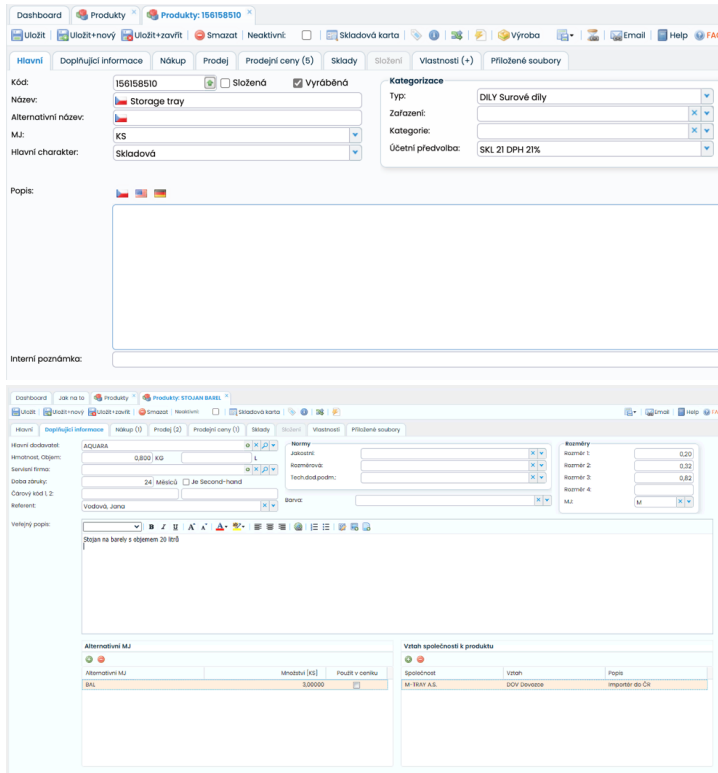 Dashboard Produkty Produkty: 156158510
Uložit Uložit+nový Uložit+zavřít Smazat Neaktivní: Skladová karta Výroba Email Help FAQ
Hlavní Doplňující informace Nákup Prodej Prodejní ceny (5) Sklady Složení Vlastnosti (+) Přiložené soubory
Kód: 156158510 Složená Vyráběná
Název: Storage tray
Alternativní název:
MJ: KS
Hlavní charakter: Skladová
Kategorizace
Typ: DILY Surové díly
Zařazení:
Kategorie:
Účetní předvolba: SKL 21 DPH 21%
Popis:
Interní poznámka:
Dashboard Jak na to Produkty Produkty: STOJAN BAREL
Uložit Uložit+nový Uložit+zavřít Smazat Neaktivní: Skladová karta Email Help
Hlavní Doplňující informace Nákup (1) Prodej (2) Prodejní ceny (1) Sklady Složení Vlastnosti Přiložené soubory
Hlavní dodavatel: AQUARA
Hmotnost, Objem: 0,800 KG L
Servisní firma:
Doba záruky: 24 Měsíců Je Second-hand
Čárový kód 1, 2:
Referent: Vodová, Jana
Normy
Jakostní:
Rozměrová:
Tech.dod.podm.:
Barva:
Rozměry
Rozměr 1: 0,20
Rozměr 2: 0,32
Rozměr 3: 0,82
Rozměr 4:
MJ: M
Veřejný popis:
B I U A A A
Stojan na barely s objemem 20 litrů
Alternativní MJ
Alternativní MJ Množství [KS] Použít v ceníku
BAL 3,00000
Vztah společností k produktu
Společnost Vztah Popis
M-TRAY A.S. DOV Dovozce Importér do ČR